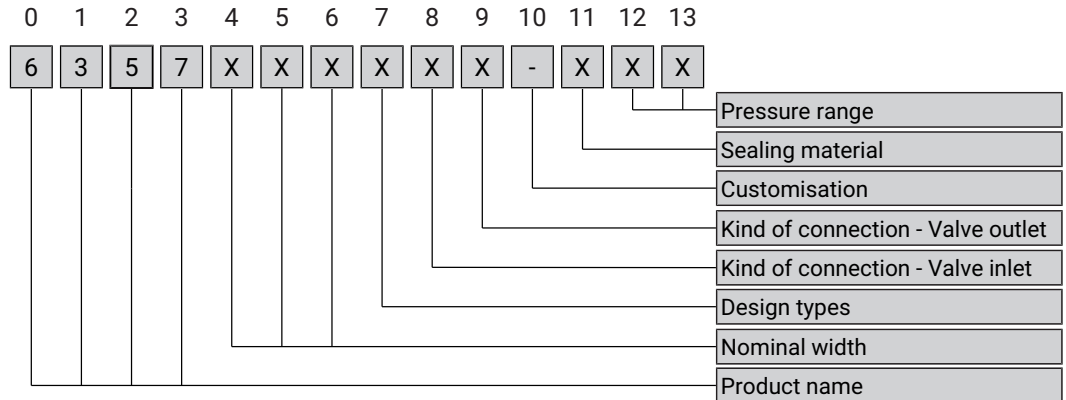 0 1 2 3 4 5 6 7 8 9 10 11 12 13
6 3 5 7 X X X X X X - X X X
Pressure range
Sealing material
Customisation
Kind of connection - Valve outlet
Kind of connection - Valve inlet
Design types
Nominal width
Product name